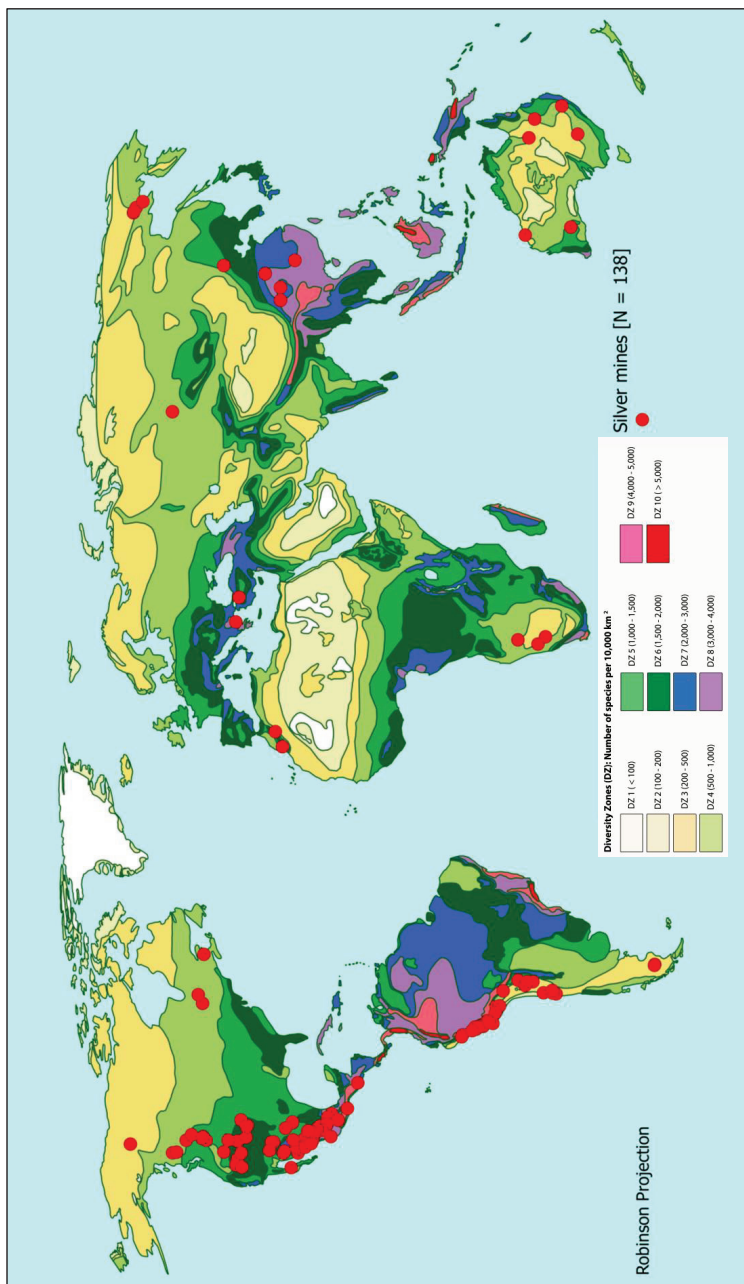 Silver mines [N = 138]
Diversity Zones (DZ): Number of species per 10,000 km ²
DZ 1 ( < 100)
DZ 2 (100 - 200)
DZ 3 (200 - 500)
DZ 4 (500 - 1,000)
DZ 5 (1,000 - 1,500)
DZ 6 (1,500 - 2,000)
DZ 7 (2,000 - 3,000)
DZ 8 (3,000 - 4,000)
DZ 9 (4,000 - 5,000)
DZ 10 ( > 5,000)
Robinson Projection